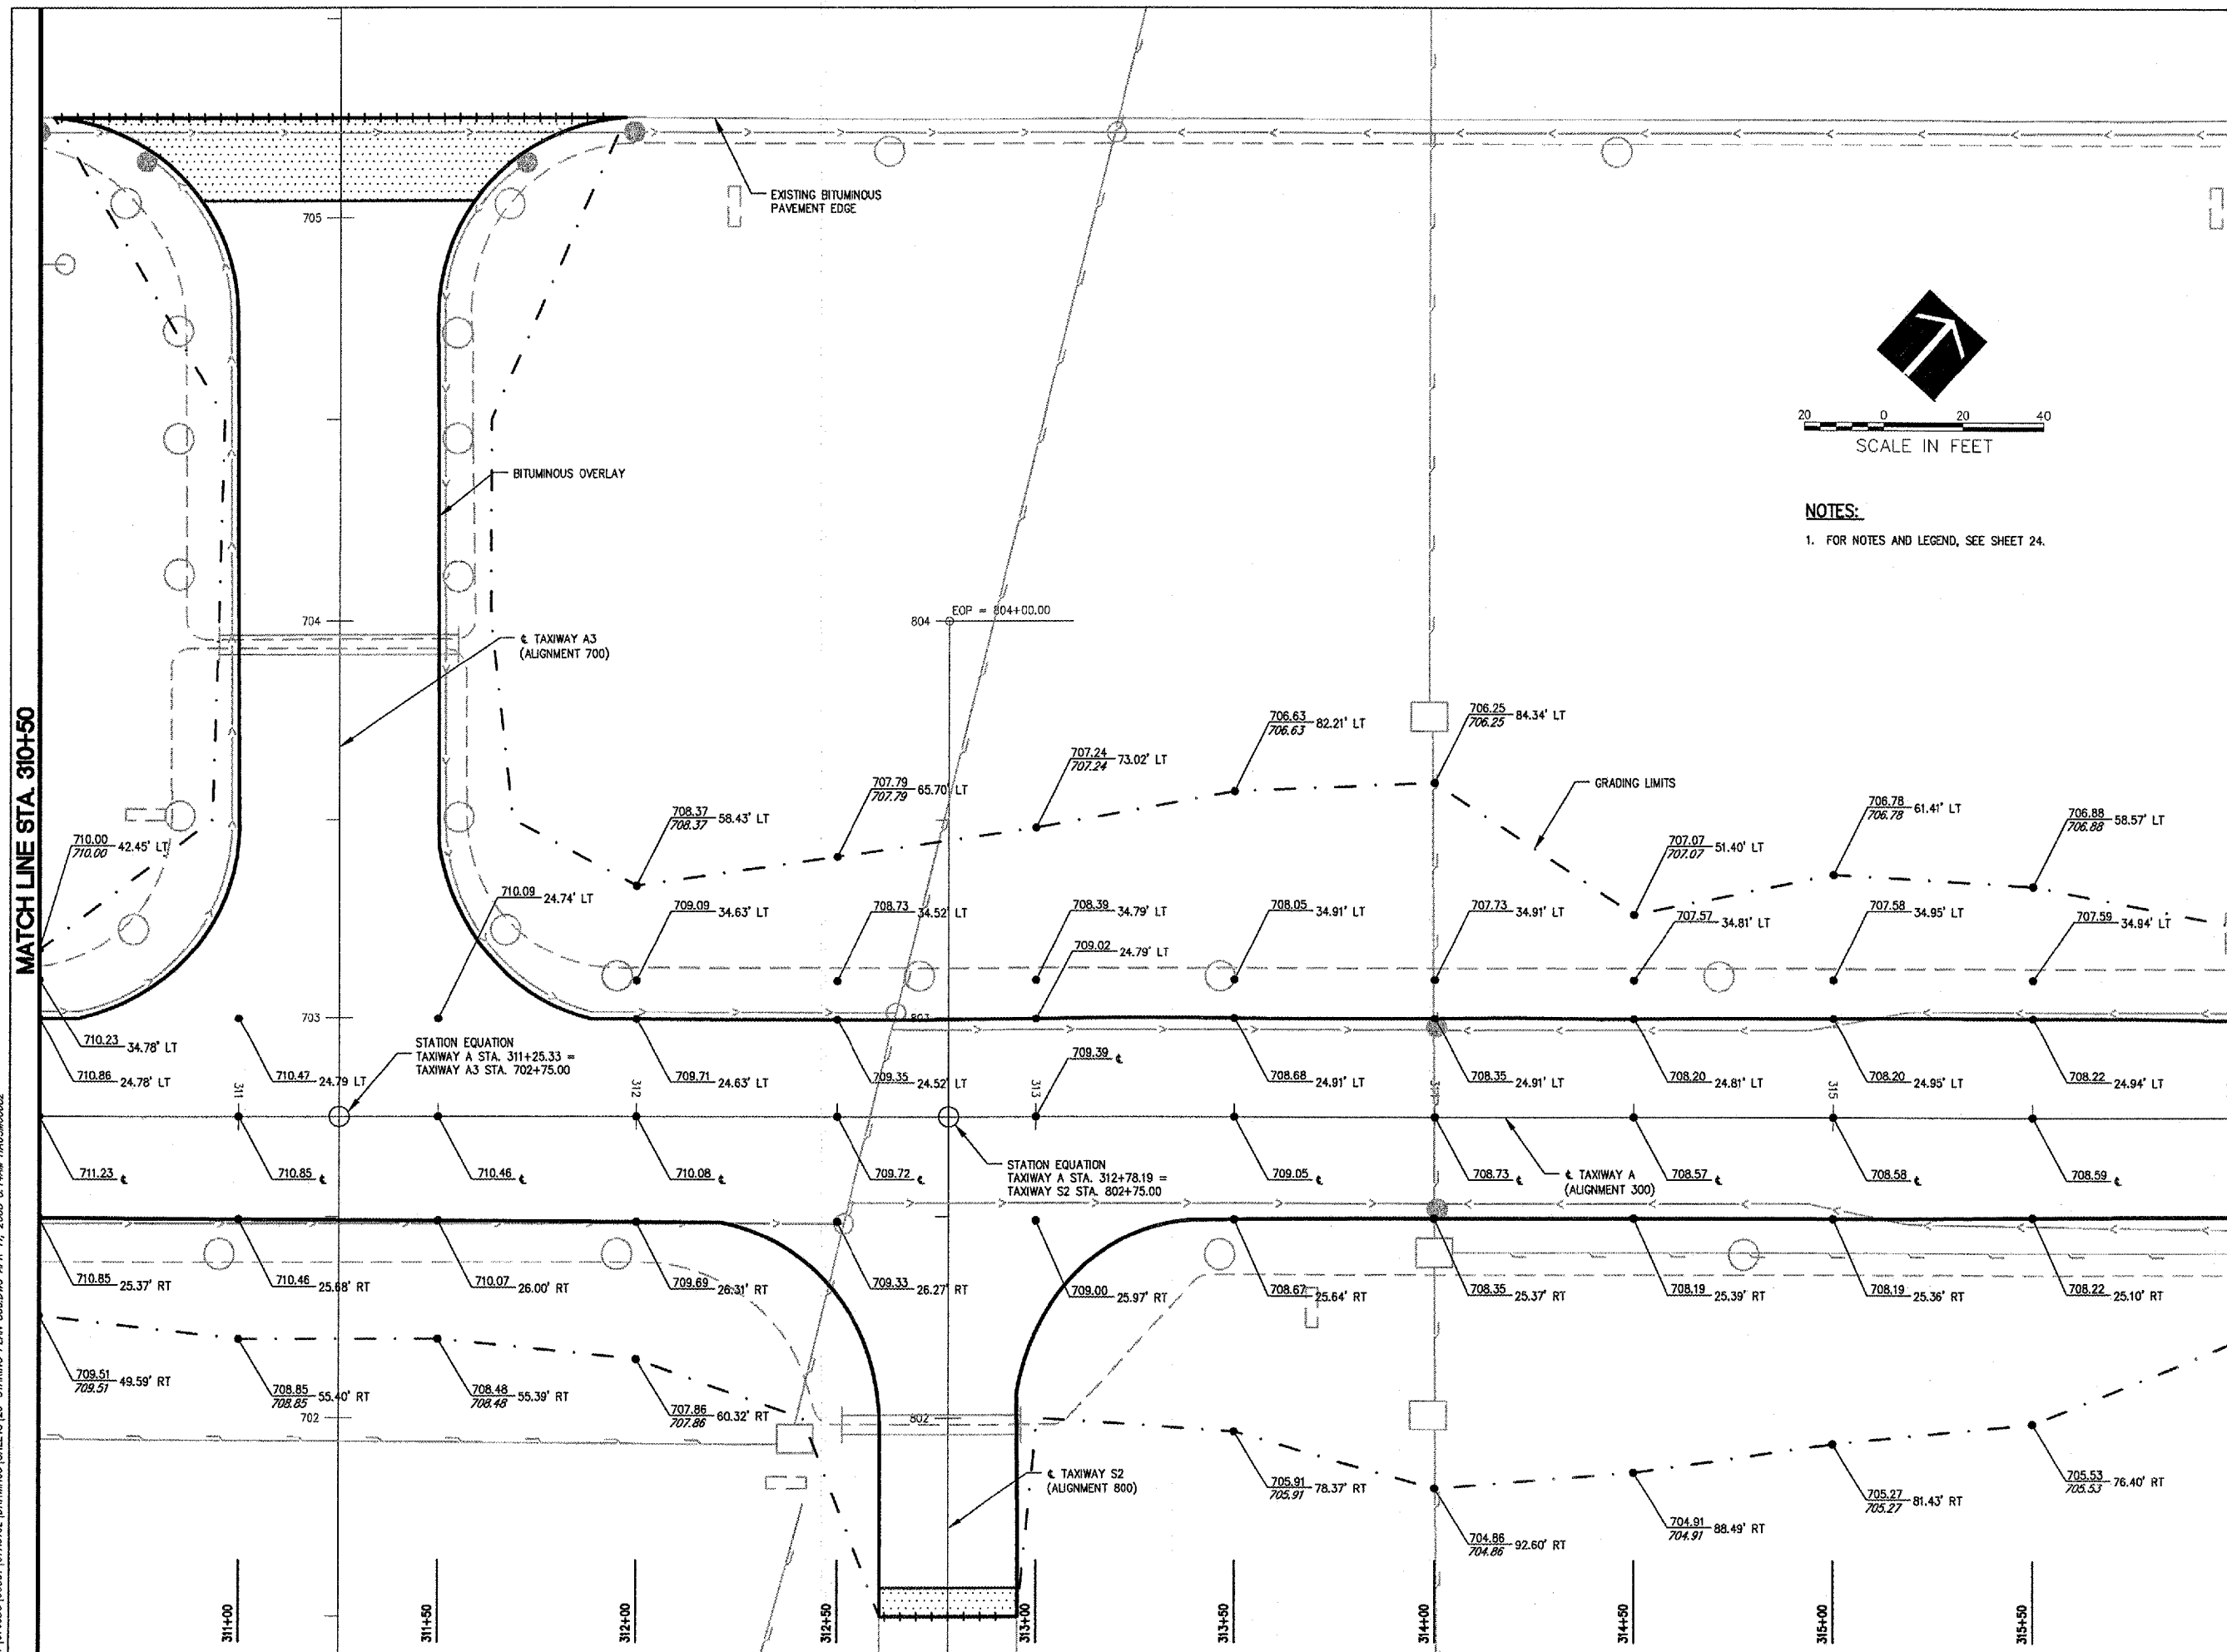 MATCH LINE STA. 310+50
705
EXISTING BITUMINOUS
PAVEMENT EDGE
20 0 20 40
SCALE IN FEET
BITUMINOUS OVERLAY
NOTES:
1. FOR NOTES AND LEGEND, SEE SHEET 24.
704
℄ TAXIWAY A3
(ALIGNMENT 700)
804
EOP = 804+00.00
706.63
706.63 82.21' LT
706.25
706.25 84.34' LT
707.24
707.24 73.02' LT
707.79
707.79 65.70' LT
GRADING LIMITS
708.37
708.37 58.43' LT
706.78
706.78 61.41' LT
706.88
706.88 58.57' LT
710.00
710.00 42.45' LT
707.07
707.07 51.40' LT
710.09 24.74' LT
709.09 34.63' LT
708.73 34.52' LT
708.39 34.79' LT
708.05 34.91' LT
707.73 34.91' LT
707.57 34.81' LT
707.58 34.95' LT
707.59 34.94' LT
709.02 24.79' LT
703
803
710.23 34.78' LT
STATION EQUATION
TAXIWAY A STA. 311+25.33 =
TAXIWAY A3 STA. 702+75.00
709.39 ℄
710.86 24.78' LT
710.47 24.79 LT
709.71 24.63' LT
709.35 24.52' LT
708.68 24.91' LT
708.35 24.91' LT
708.20 24.81' LT
708.20 24.95' LT
708.22 24.94' LT
311
312
313
315
711.23 ℄
710.85 ℄
710.46 ℄
710.08 ℄
709.72 ℄
STATION EQUATION
TAXIWAY A STA. 312+78.19 =
TAXIWAY S2 STA. 802+75.00
709.05 ℄
708.73 ℄
℄ TAXIWAY A
(ALIGNMENT 300)
708.57 ℄
708.58 ℄
708.59 ℄
710.85 25.37' RT
710.46 25.68' RT
710.07 26.00' RT
709.69 26.31' RT
709.33 26.27' RT
709.00 25.97' RT
708.67 25.64' RT
708.35 25.37' RT
708.19 25.39' RT
708.19 25.36' RT
708.22 25.10' RT
709.51
709.51 49.59' RT
708.85
708.85 55.40' RT
708.48
708.48 55.39' RT
707.86
707.86 60.32' RT
702
802
℄ TAXIWAY S2
(ALIGNMENT 800)
705.91
705.91 78.37' RT
704.86
704.86 92.60' RT
704.91
704.91 88.49' RT
705.27
705.27 81.43' RT
705.53
705.53 76.40' RT
311+00
311+50
312+00
312+50
313+00
313+50
314+00
314+50
315+00
315+50